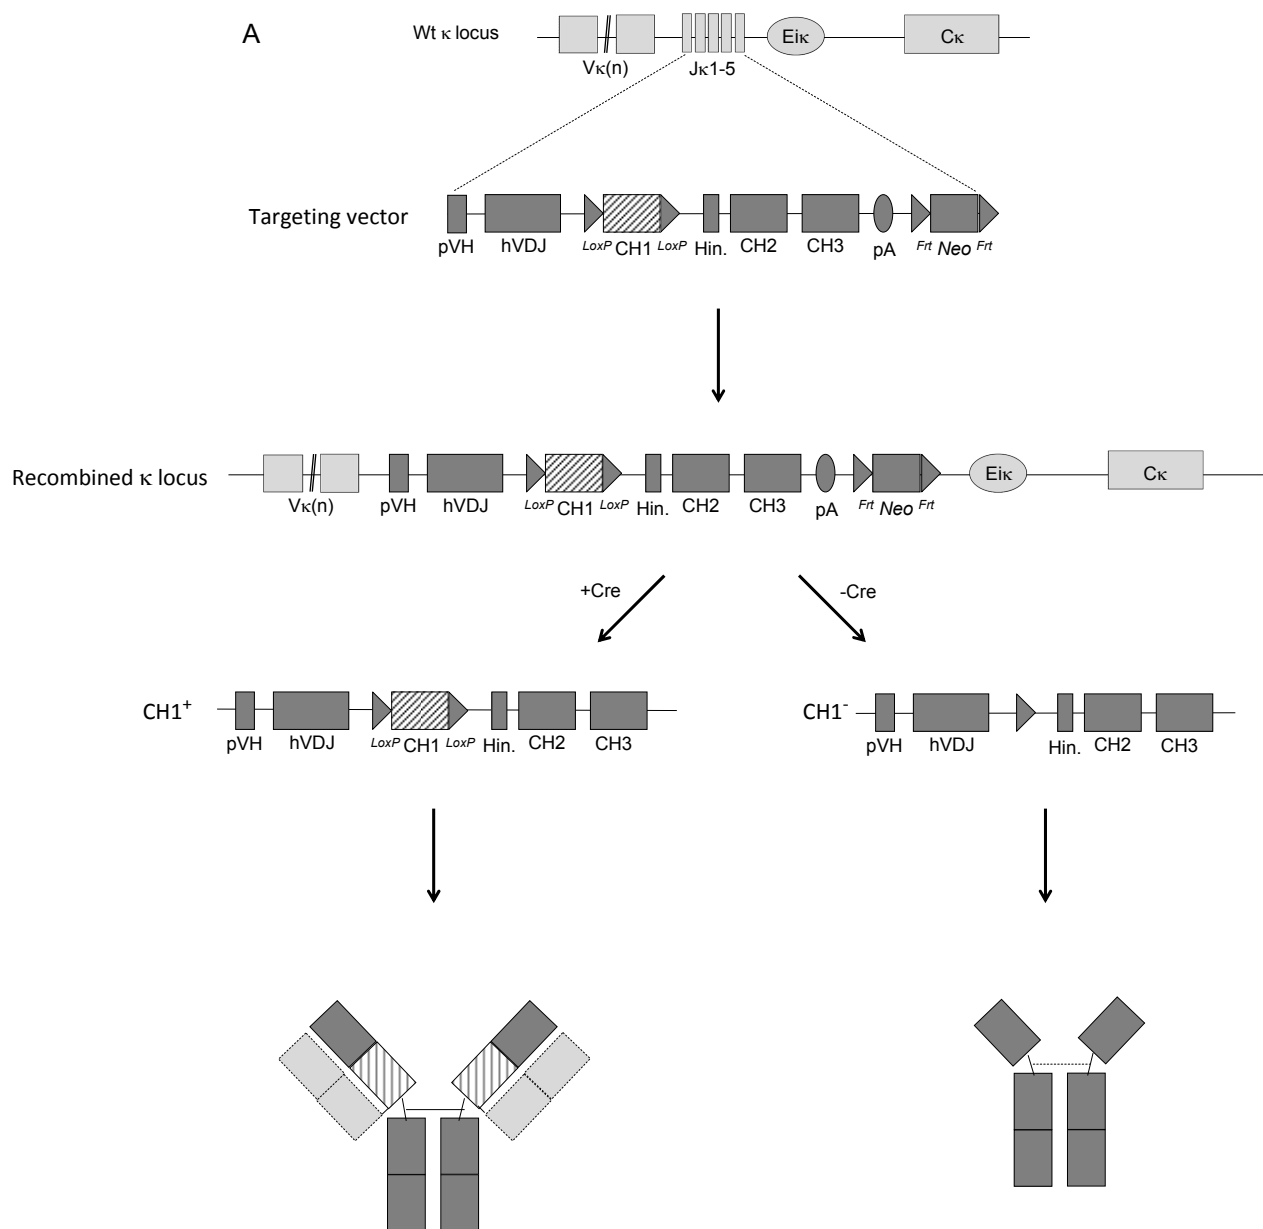 A
Wt κ locus
Eiκ
Cκ
Vκ(n)
Jκ1-5
Targeting vector
pVH
hVDJ
LoxP
CH1
LoxP
Hin.
CH2
CH3
pA
Frt
Neo
Frt
Recombined κ locus
Vκ(n)
pVH
hVDJ
LoxP
CH1
LoxP
Hin.
CH2
CH3
pA
Frt
Neo
Frt
Eiκ
Cκ
+Cre
-Cre
CH1⁺
pVH
hVDJ
LoxP
CH1
LoxP
Hin.
CH2
CH3
CH1⁻
pVH
hVDJ
Hin.
CH2
CH3